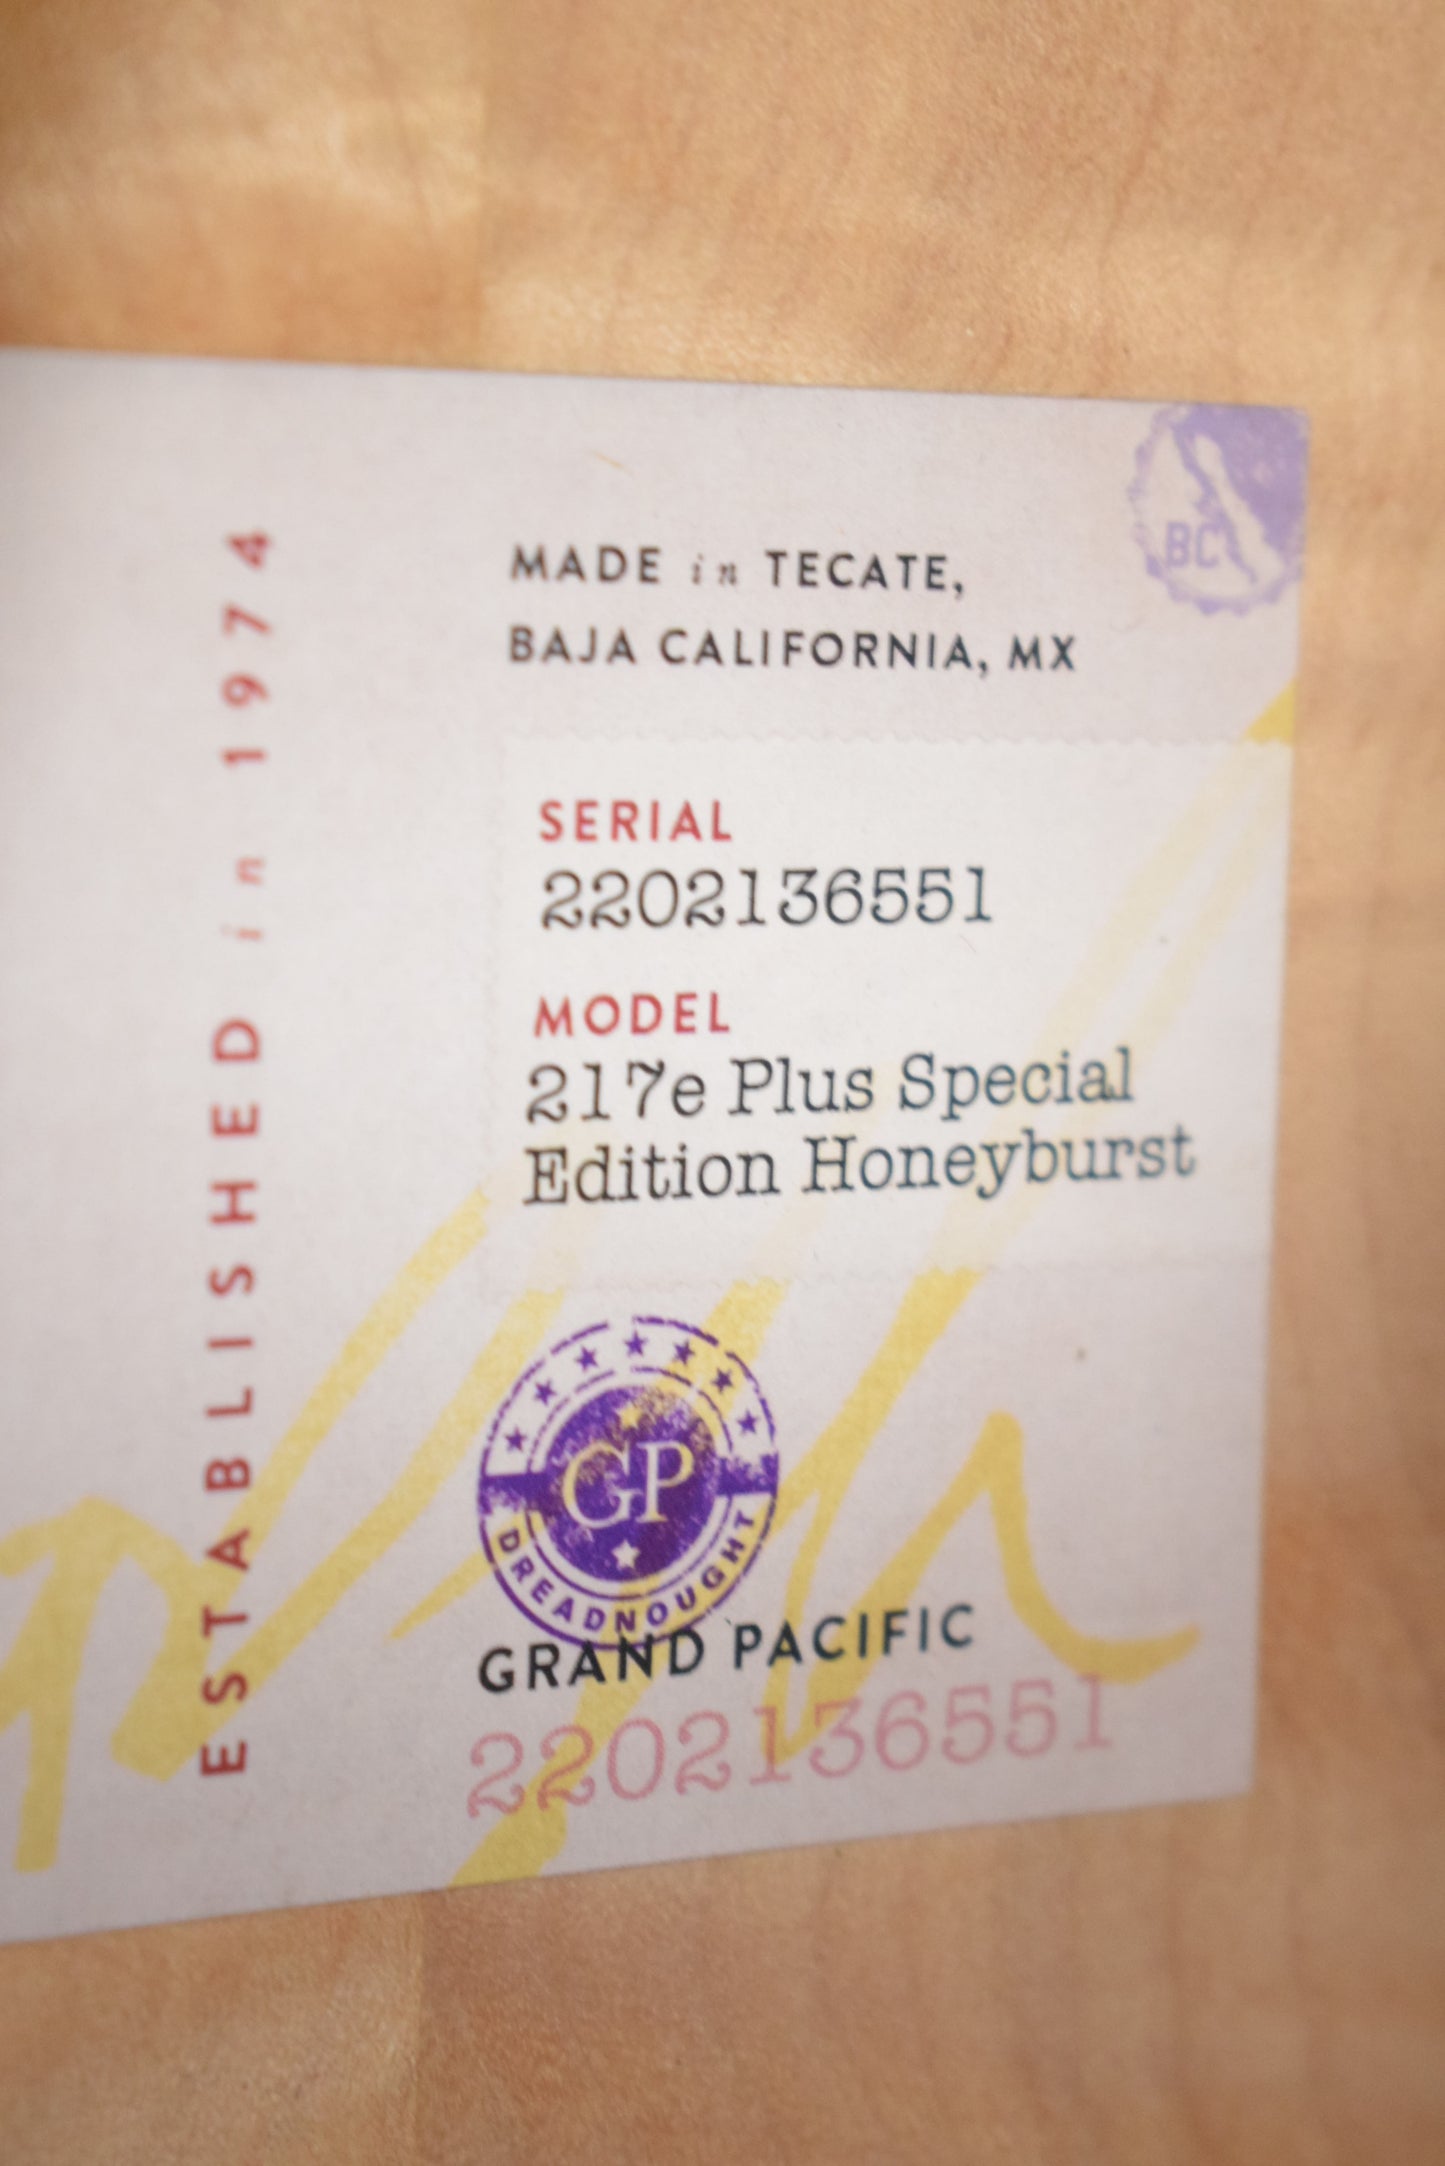 ESTABLISHED in 1974
MADE in TECATE,
BAJA CALIFORNIA, MX
BC
SERIAL
2202136551
MODEL
217e Plus Special
Edition Honeyburst
GP
DREADNOUGHT
GRAND PACIFIC
2202136551